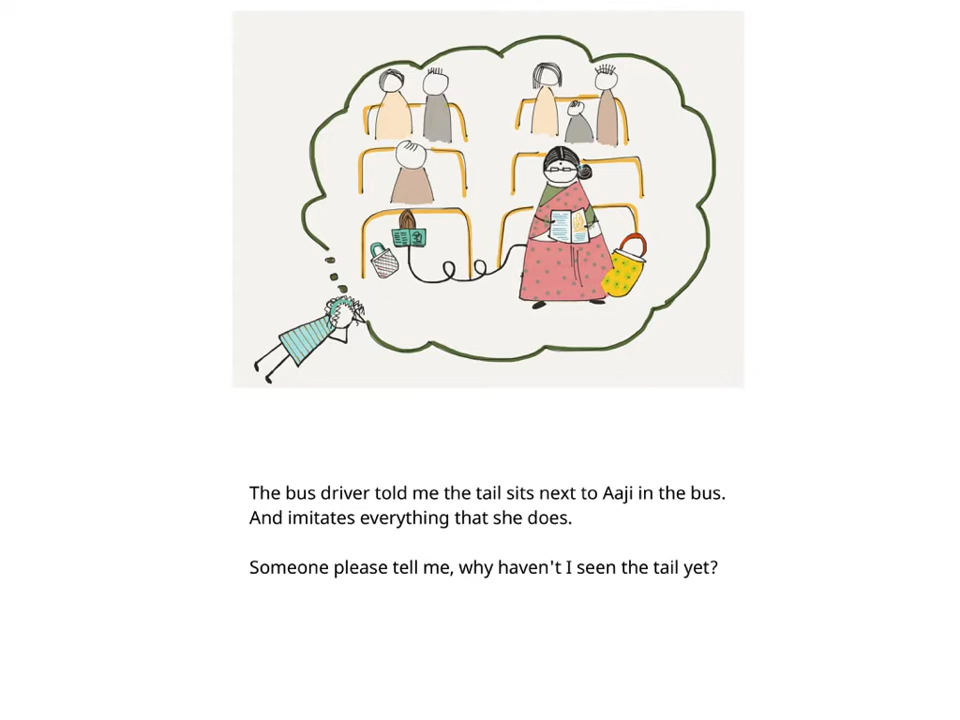 The bus driver told me the tail sits next to Aaji in the bus.
And imitates everything that she does.
Someone please tell me, why haven't I seen the tail yet?